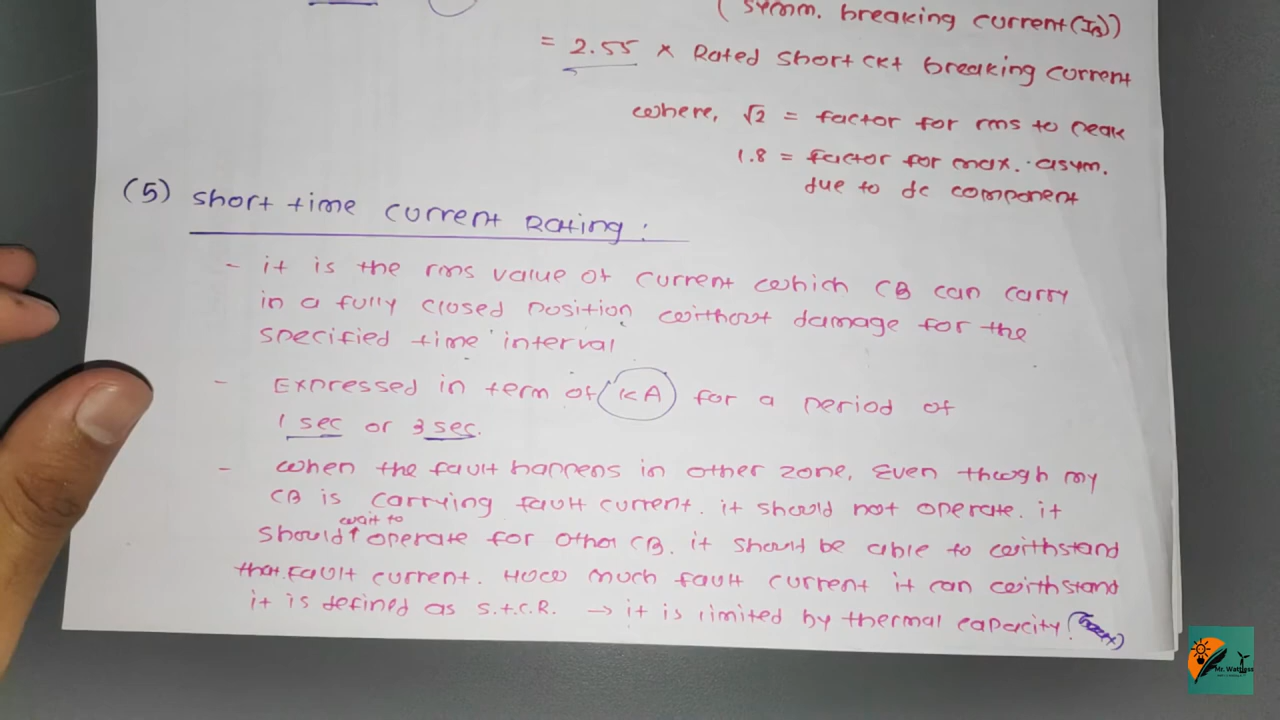 (symm. breaking current (IB))
= 2.55 × Rated short ckt breaking current
where, √2 = factor for rms to peak
1.8 = factor for max. asym.
due to dc component
(5) short time current Rating :
- it is the rms value of current which CB can carry
in a fully closed position without damage for the
specified time interval
- Expressed in term of kA for a period of
1 sec or 3 sec.
- when the fault happens in other zone, Even though my
CB is carrying fault current. it should not operate. it
wait to
should ↑ operate for other CB. it should be able to withstand
that fault current. How much fault current it can withstand
it is defined as S.t.C.R. → it is limited by thermal capacity. (heat)
Mr. Wattless